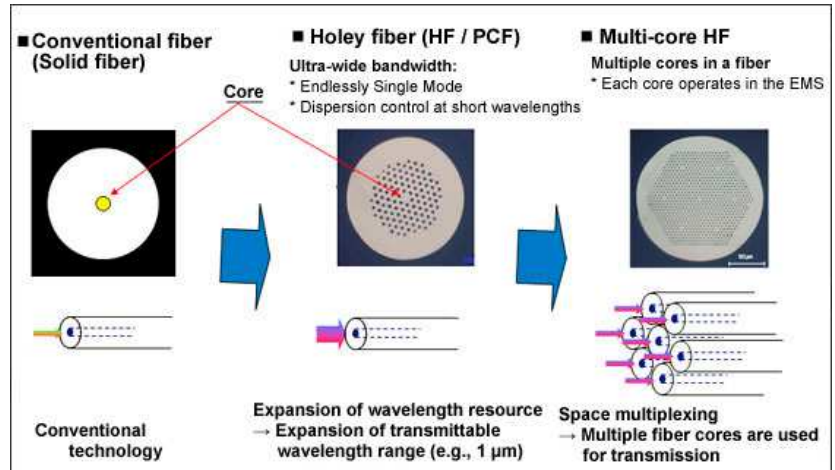 ■ Conventional fiber
(Solid fiber)
■ Holey fiber (HF / PCF)
Ultra-wide bandwidth:
* Endlessly Single Mode
* Dispersion control at short wavelengths
■ Multi-core HF
Multiple cores in a fiber
* Each core operates in the EMS
Core
Conventional
technology
Expansion of wavelength resource
→ Expansion of transmittable
wavelength range (e.g., 1 μm)
Space multiplexing
→ Multiple fiber cores are used
for transmission